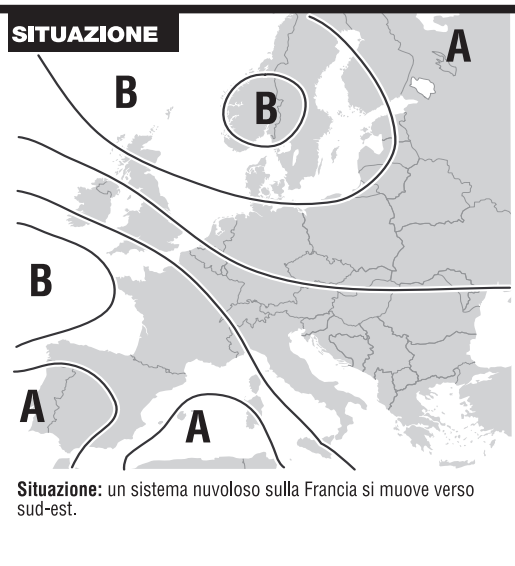 SITUAZIONE
A
B
B
B
A
A
Situazione: un sistema nuvoloso sulla Francia si muove verso
sud-est.